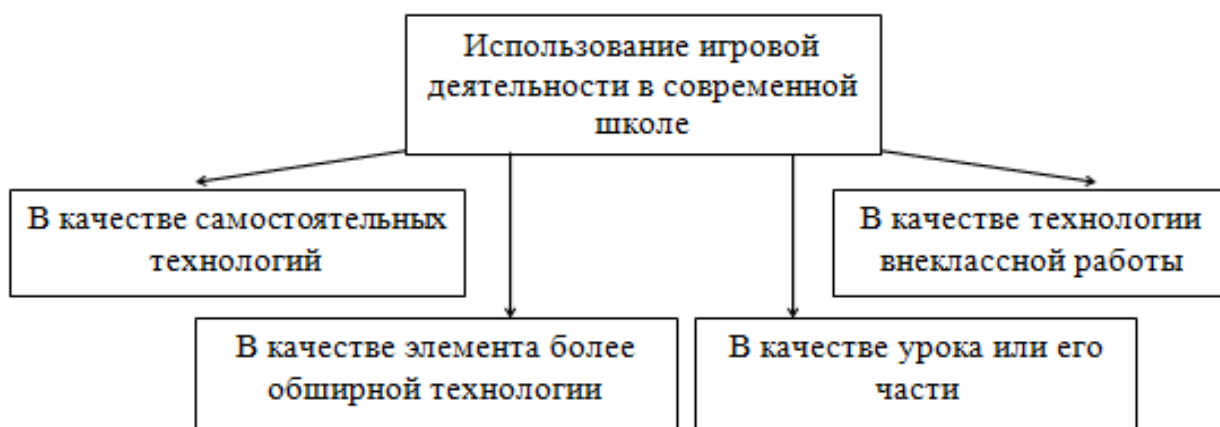 Использование игровой
деятельности в современной
школе
В качестве самостоятельных
технологий
В качестве технологии
внеклассной работы
В качестве элемента более
обширной технологии
В качестве урока или его
части